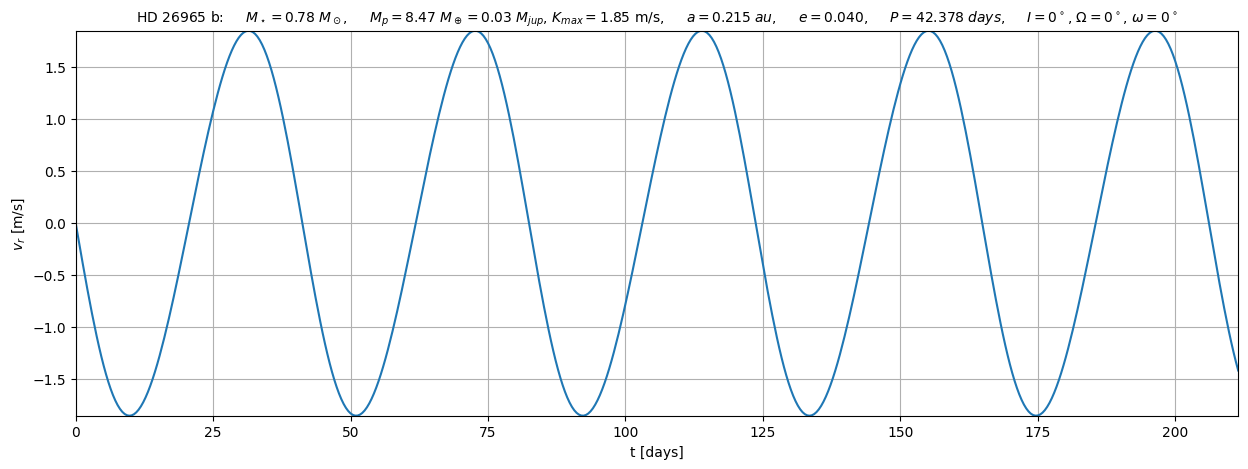 HD 26965 b: M⋆ = 0.78 M⊙, Mp = 8.47 M⊕ = 0.03 Mjup, Kmax = 1.85 m/s, a = 0.215 au, e = 0.040, P = 42.378 days, I = 0°, Ω = 0°, ω = 0°
1.5
1.0
0.5
0.0
−0.5
−1.0
−1.5
vr [m/s]
0 25 50 75 100 125 150 175 200
t [days]